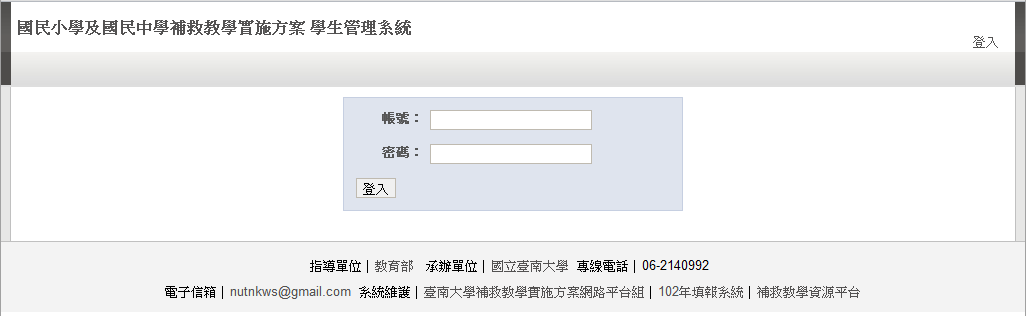 國民小學及國民中學補救教學實施方案 學生管理系統
登入
帳號：
密碼：
登入
指導單位 | 教育部 承辦單位 | 國立臺南大學 專線電話 | 06-2140992
電子信箱 | nutnkws@gmail.com 系統維護 | 臺南大學補救教學實施方案網路平台組 | 102年填報系統 | 補救教學資源平台